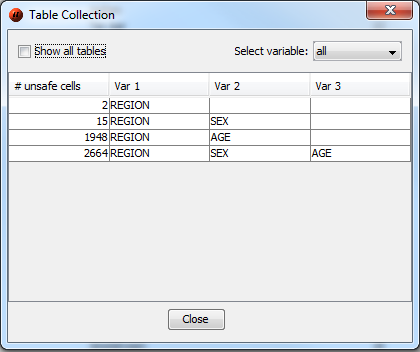 Table Collection
Show all tables Select variable: all
# unsafe cells Var 1 Var 2 Var 3
2 REGION
15 REGION SEX
1948 REGION AGE
2664 REGION SEX AGE
Close